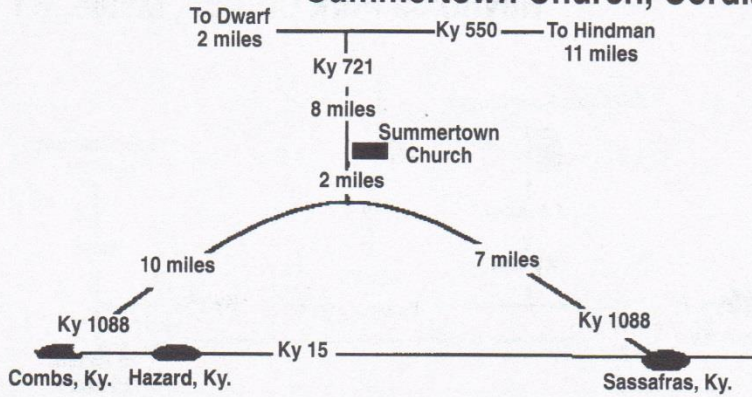 Summertown Church,
To Dwarf
2 miles
Ky 550
To Hindman
11 miles
Ky 721
8 miles
Summertown
Church
2 miles
10 miles
7 miles
Ky 1088
Ky 1088
Ky 15
Combs, Ky.
Hazard, Ky.
Sassafras, Ky.